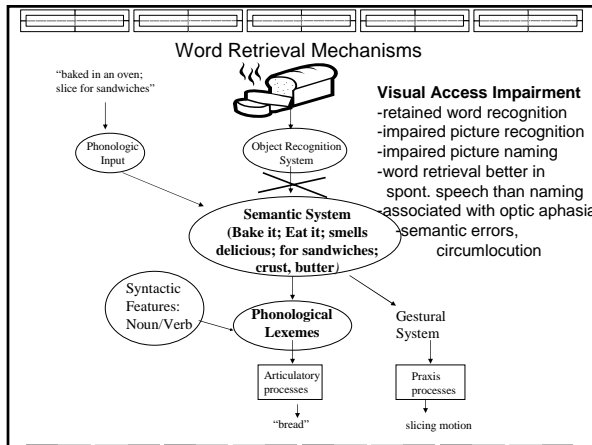 Word Retrieval Mechanisms
“baked in an oven;
slice for sandwiches”
Phonologic
Input
Object Recognition
System
Visual Access Impairment
-retained word recognition
-impaired picture recognition
-impaired picture naming
-word retrieval better in
spont. speech than naming
-associated with optic aphasia
-semantic errors,
circumlocution
Semantic System
(Bake it; Eat it; smells
delicious; for sandwiches;
crust, butter)
Syntactic
Features:
Noun/Verb
Phonological
Lexemes
Gestural
System
Articulatory
processes
Praxis
processes
“bread”
slicing motion